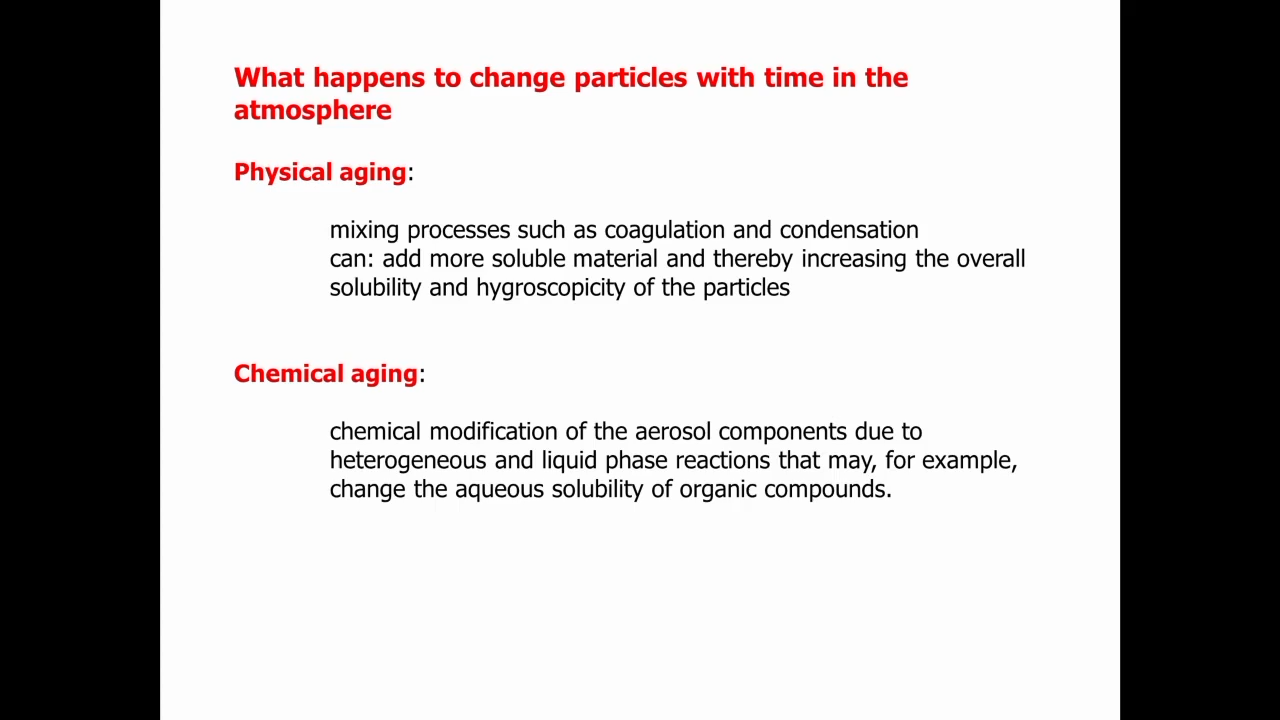 What happens to change particles with time in the
atmosphere
Physical aging:
mixing processes such as coagulation and condensation
can: add more soluble material and thereby increasing the overall
solubility and hygroscopicity of the particles
Chemical aging:
chemical modification of the aerosol components due to
heterogeneous and liquid phase reactions that may, for example,
change the aqueous solubility of organic compounds.